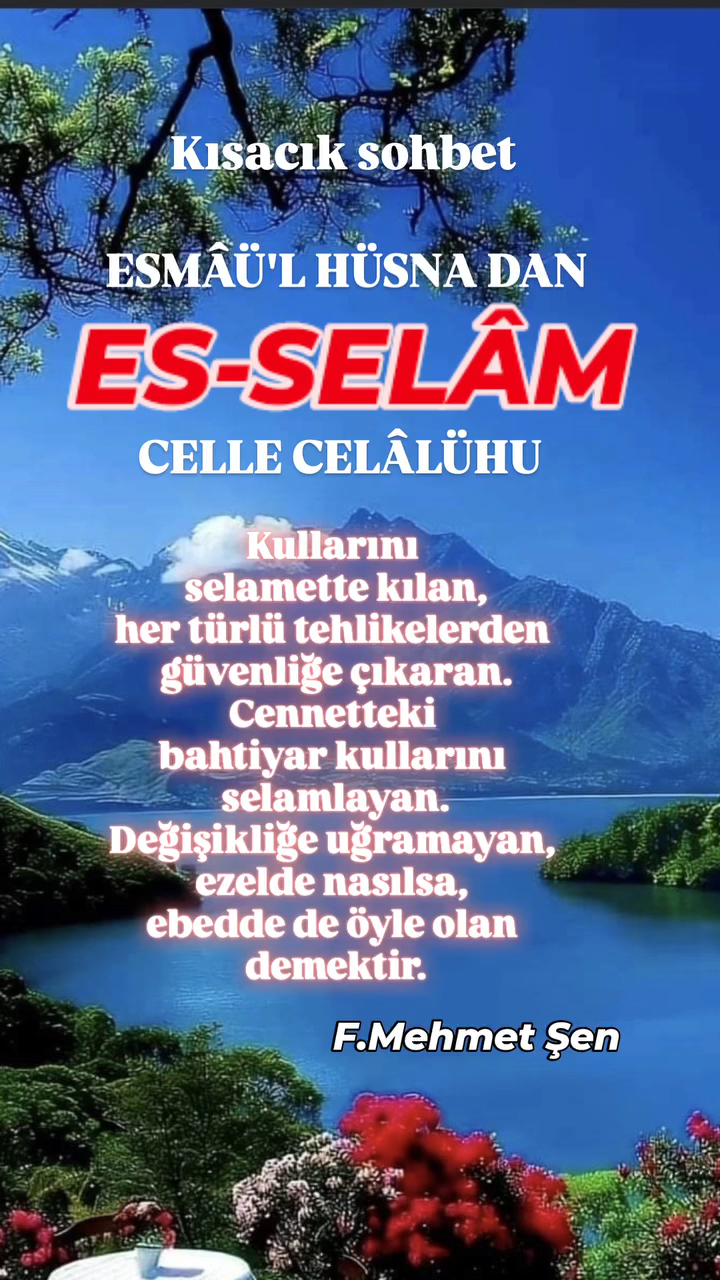 Kısacık sohbet
ESMÂÜ'L HÜSNA DAN
ES-SELÂM
CELLE CELÂLÜHU
Kullarını
selamette kılan,
her türlü tehlikelerden
güvenliğe çıkaran.
Cennetteki
bahtiyar kullarını
selamlayan.
Değişikliğe uğramayan,
ezelde nasılsa,
ebedde de öyle olan
demektir.
F.Mehmet Şen